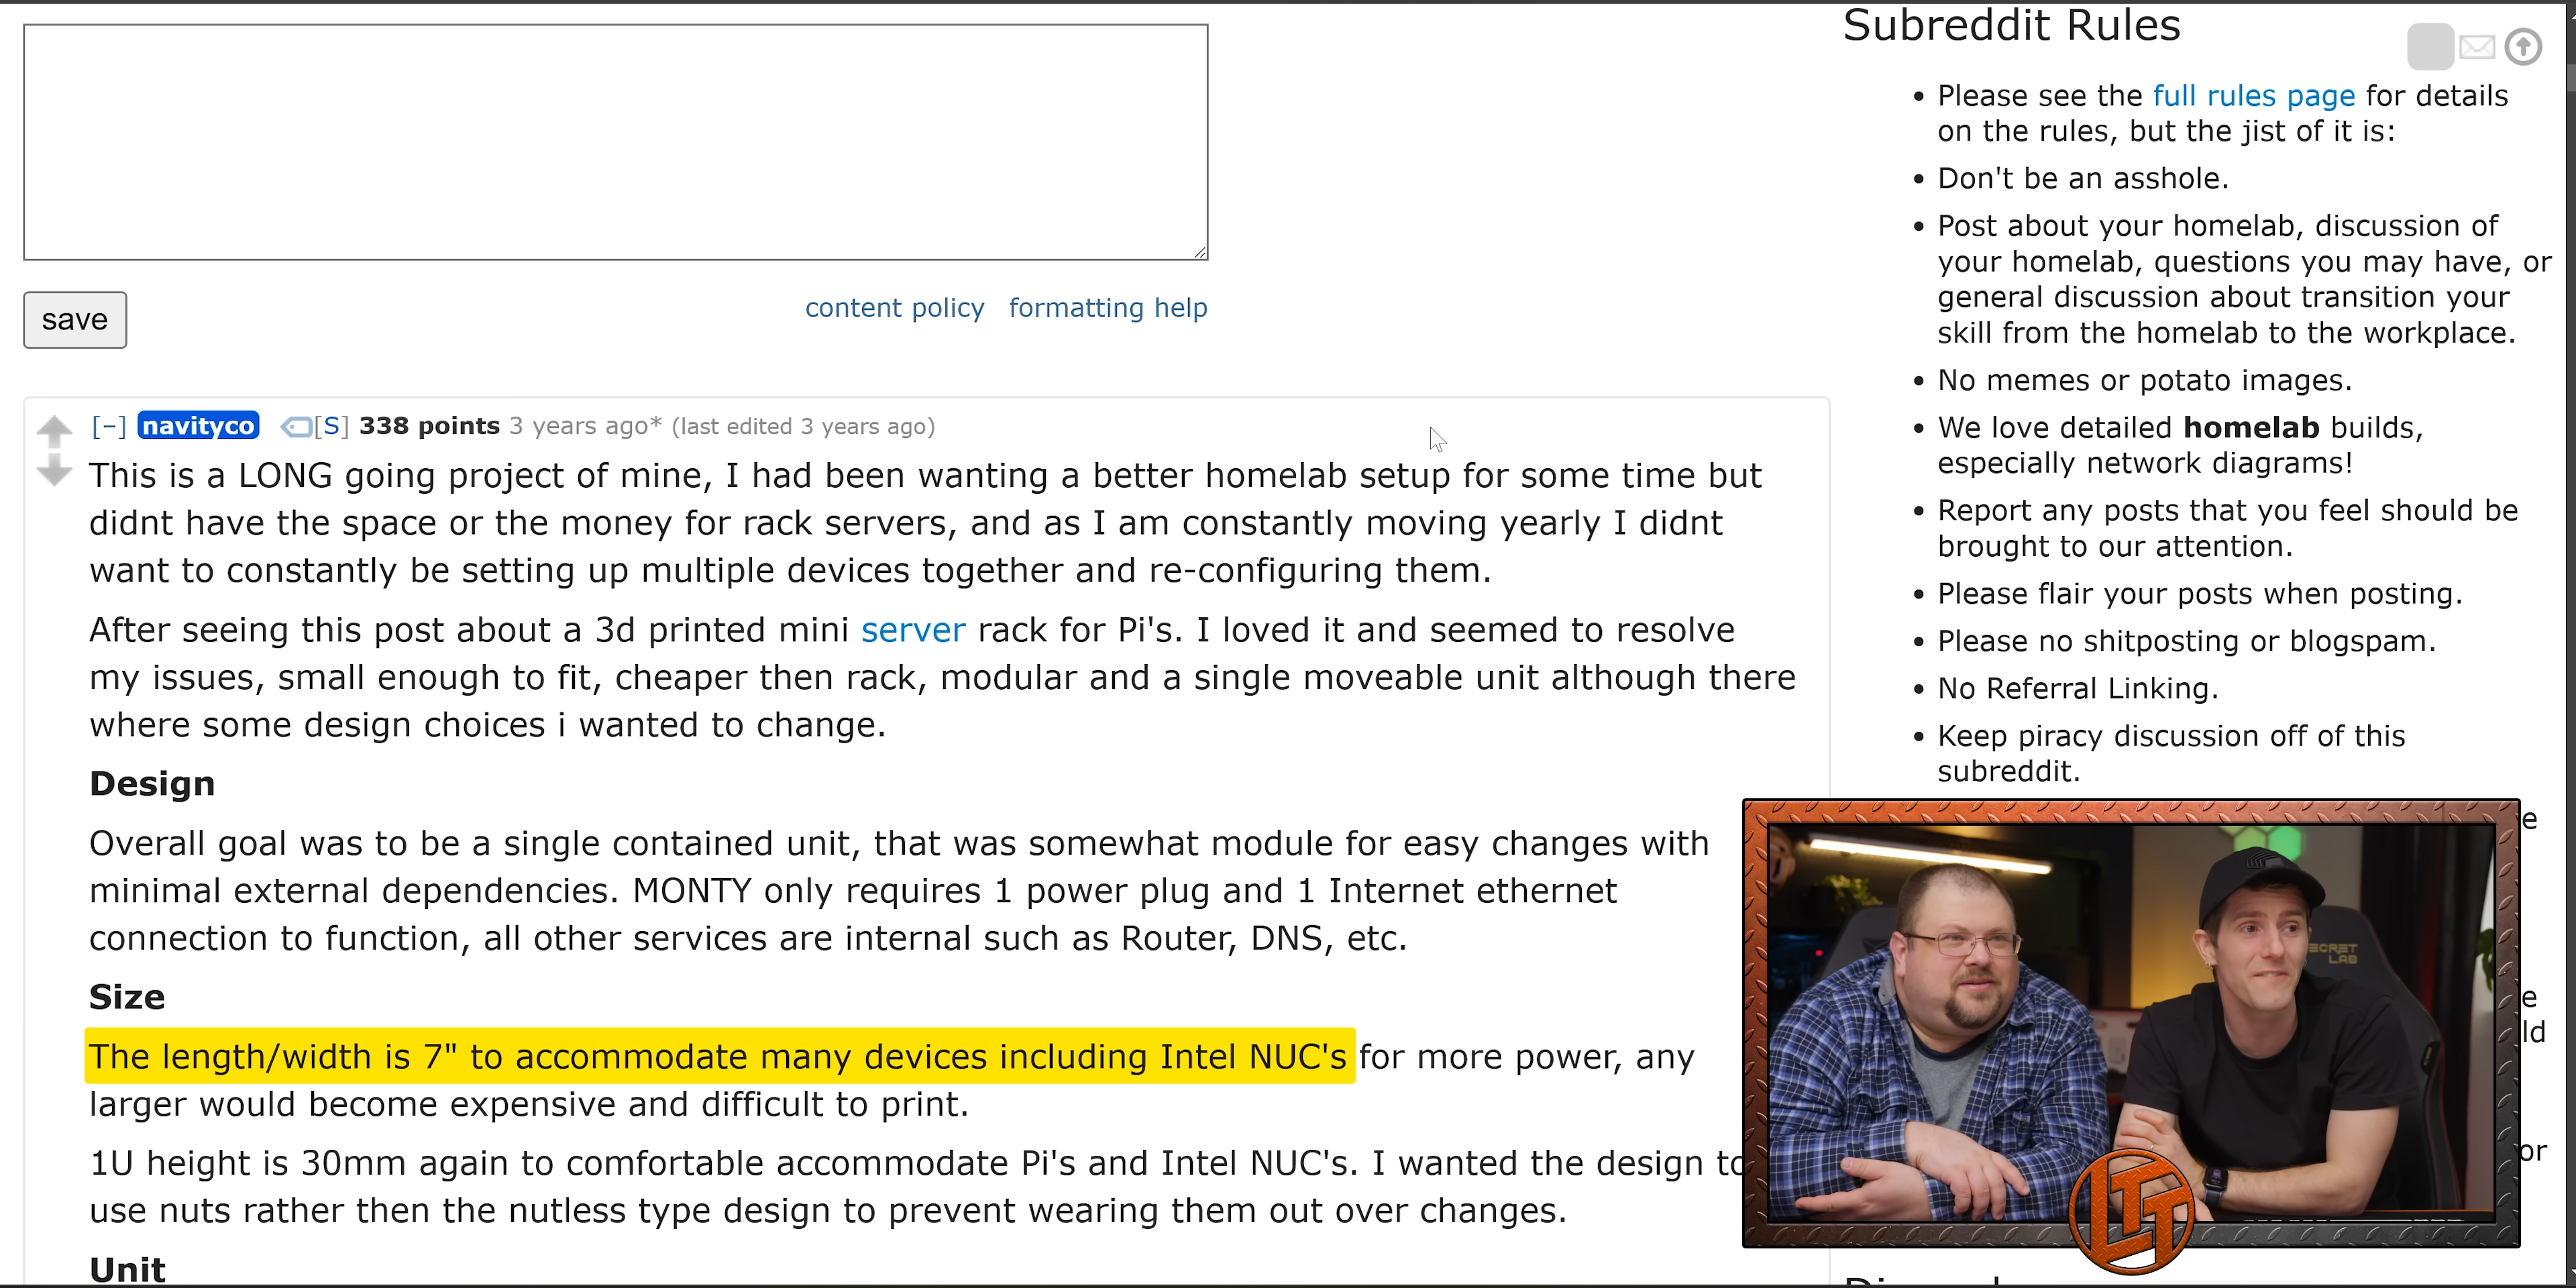 save
content policy formatting help
[–] navityco [S] 338 points 3 years ago* (last edited 3 years ago)
This is a LONG going project of mine, I had been wanting a better homelab setup for some time but
didnt have the space or the money for rack servers, and as I am constantly moving yearly I didnt
want to constantly be setting up multiple devices together and re-configuring them.
After seeing this post about a 3d printed mini server rack for Pi's. I loved it and seemed to resolve
my issues, small enough to fit, cheaper then rack, modular and a single moveable unit although there
where some design choices i wanted to change.
Design
Overall goal was to be a single contained unit, that was somewhat module for easy changes with
minimal external dependencies. MONTY only requires 1 power plug and 1 Internet ethernet
connection to function, all other services are internal such as Router, DNS, etc.
Size
The length/width is 7" to accommodate many devices including Intel NUC's for more power, any
larger would become expensive and difficult to print.
1U height is 30mm again to comfortable accommodate Pi's and Intel NUC's. I wanted the design to
use nuts rather then the nutless type design to prevent wearing them out over changes.
Unit
Subreddit Rules
• Please see the full rules page for details
on the rules, but the jist of it is:
• Don't be an asshole.
• Post about your homelab, discussion of
your homelab, questions you may have, or
general discussion about transition your
skill from the homelab to the workplace.
• No memes or potato images.
• We love detailed homelab builds,
especially network diagrams!
• Report any posts that you feel should be
brought to our attention.
• Please flair your posts when posting.
• Please no shitposting or blogspam.
• No Referral Linking.
• Keep piracy discussion off of this
subreddit.
SECRET
LAB
LTT